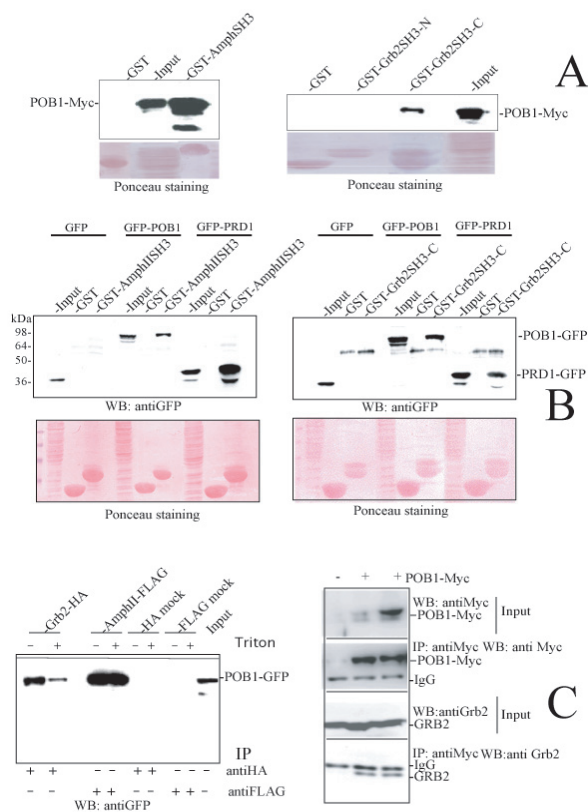 -GST
-Input
-GST-AmphSH3
POB1-Myc
Ponceau staining
-GST
-GST-Grb2SH3-N
-GST-Grb2SH3-C
-Input
-POB1-Myc
Ponceau staining
A
GFP GFP-POB1 GFP-PRD1
-Input
-GST
-GST-AmphIISH3
-Input
-GST
-GST-AmphIISH3
-Input
-GST
-GST-AmphIISH3
kDa
98-
64-
50-
36-
WB: antiGFP
Ponceau staining
GFP GFP-POB1 GFP-PRD1
-Input
-GST
-GST-Grb2SH3-C
-Input
-GST
-GST-Grb2SH3-C
-Input
-GST
-GST-Grb2SH3-C
-POB1-GFP
-PRD1-GFP
WB: antiGFP
Ponceau staining
B
-Grb2-HA
-AmphII-FLAG
-HA mock
-FLAG mock
Input
Triton
- + - + - + - + -
-POB1-GFP
IP
+ + - - + + - - - antiHA
- - + + - - + + - antiFLAG
WB: antiGFP
POB1-Myc
- + +
WB: antiMyc
-POB1-Myc
Input
IP: antiMyc WB: anti Myc
-POB1-Myc
-IgG
WB:antiGrb2
-GRB2
Input
IP: antiMyc WB:anti Grb2
-IgG
-GRB2
C